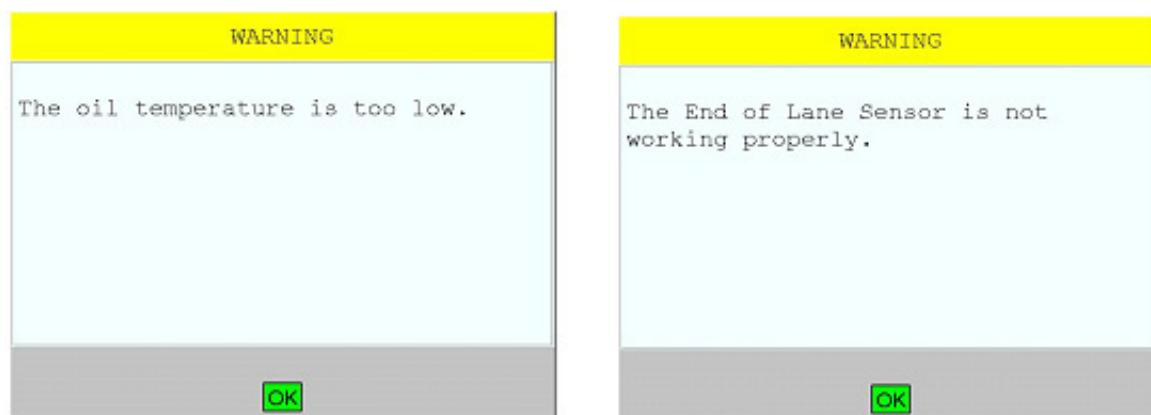 WARNING
The oil temperature is too low.
OK
WARNING
The End of Lane Sensor is not
working properly.
OK